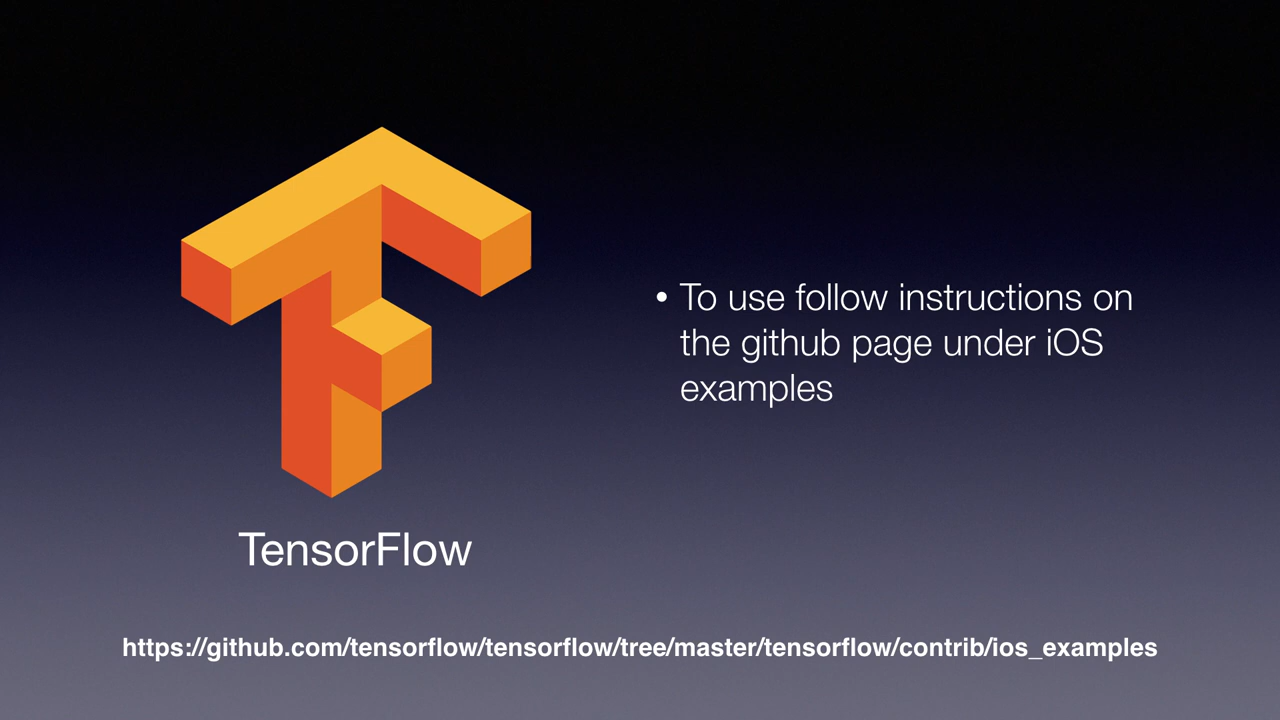 • To use follow instructions on
the github page under iOS
examples
TensorFlow
https://github.com/tensorflow/tensorflow/tree/master/tensorflow/contrib/ios_examples